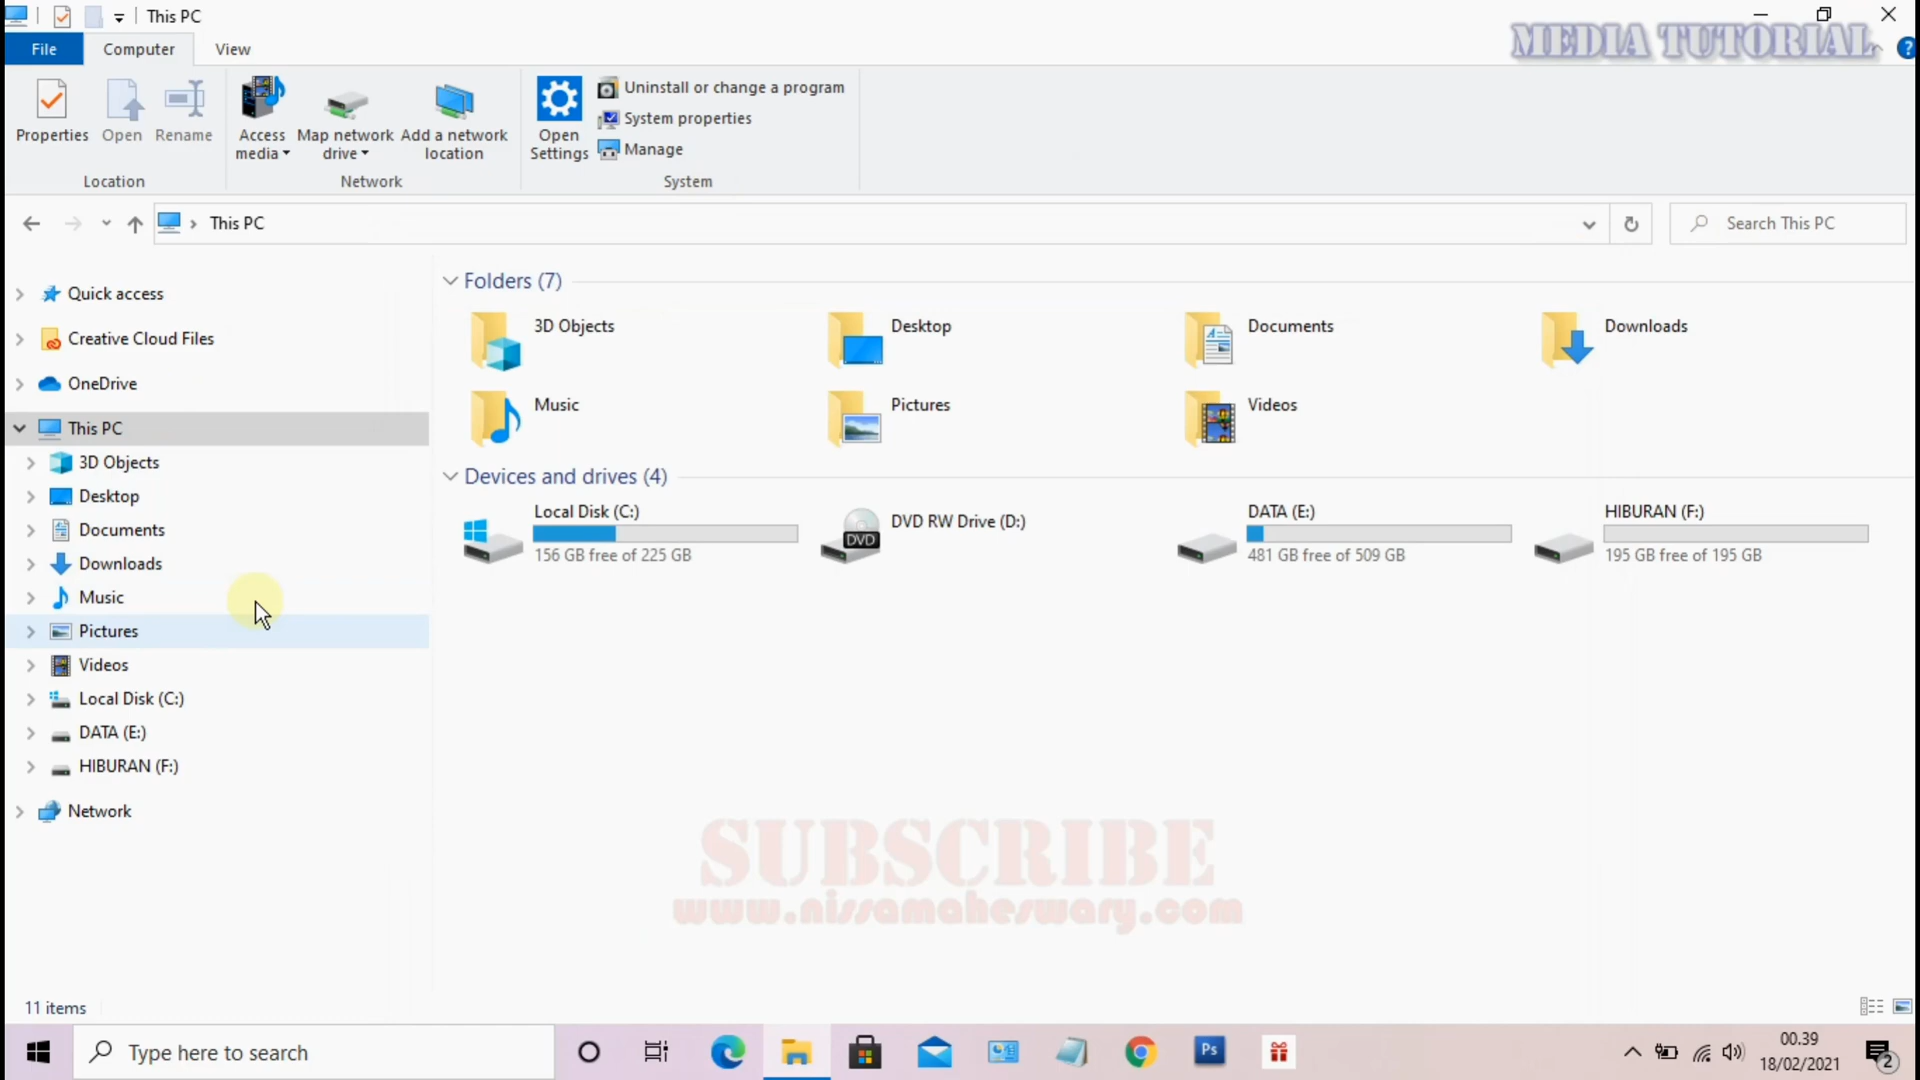 This PC
MEDIA TUTORIAL
File Computer View
Properties Open Rename
Access media
Map network drive
Add a network location
Open Settings
Uninstall or change a program
System properties
Manage
Location Network System
This PC
Search This PC
Quick access
Creative Cloud Files
OneDrive
This PC
3D Objects
Desktop
Documents
Downloads
Music
Pictures
Videos
Local Disk (C:)
DATA (E:)
HIBURAN (F:)
Network
Folders (7)
3D Objects
Desktop
Documents
Downloads
Music
Pictures
Videos
Devices and drives (4)
Local Disk (C:)
156 GB free of 225 GB
DVD
DVD RW Drive (D:)
DATA (E:)
481 GB free of 509 GB
HIBURAN (F:)
195 GB free of 195 GB
SUBSCRIBE
www.nissamaheswary.com
11 items
Type here to search
Ps
00.39
18/02/2021
2